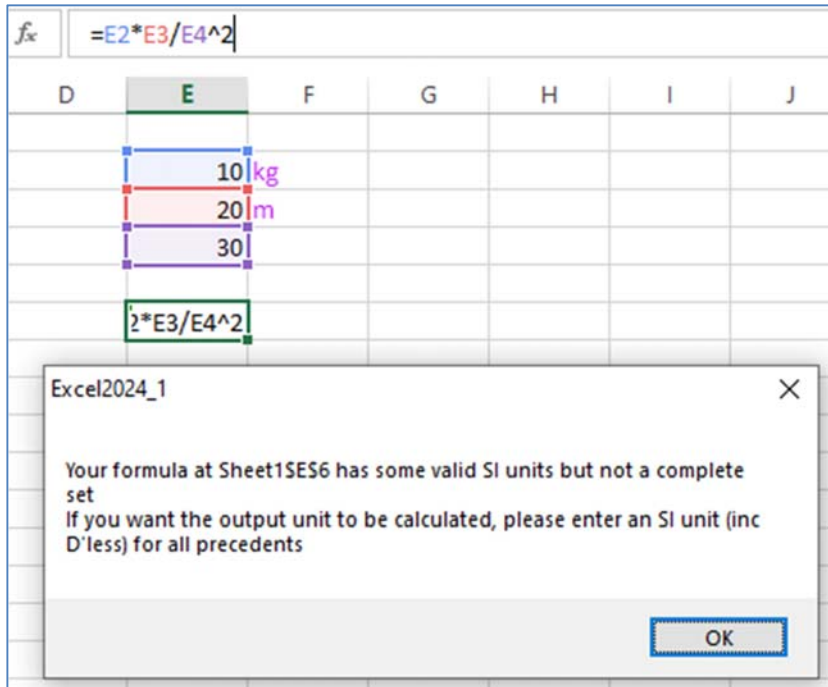 fx =E2*E3/E4^2
D E F G H I J
10 kg
20 m
30
2*E3/E4^2
Excel2024_1
Your formula at Sheet1$E$6 has some valid SI units but not a complete
set
If you want the output unit to be calculated, please enter an SI unit (inc
D'less) for all precedents
OK